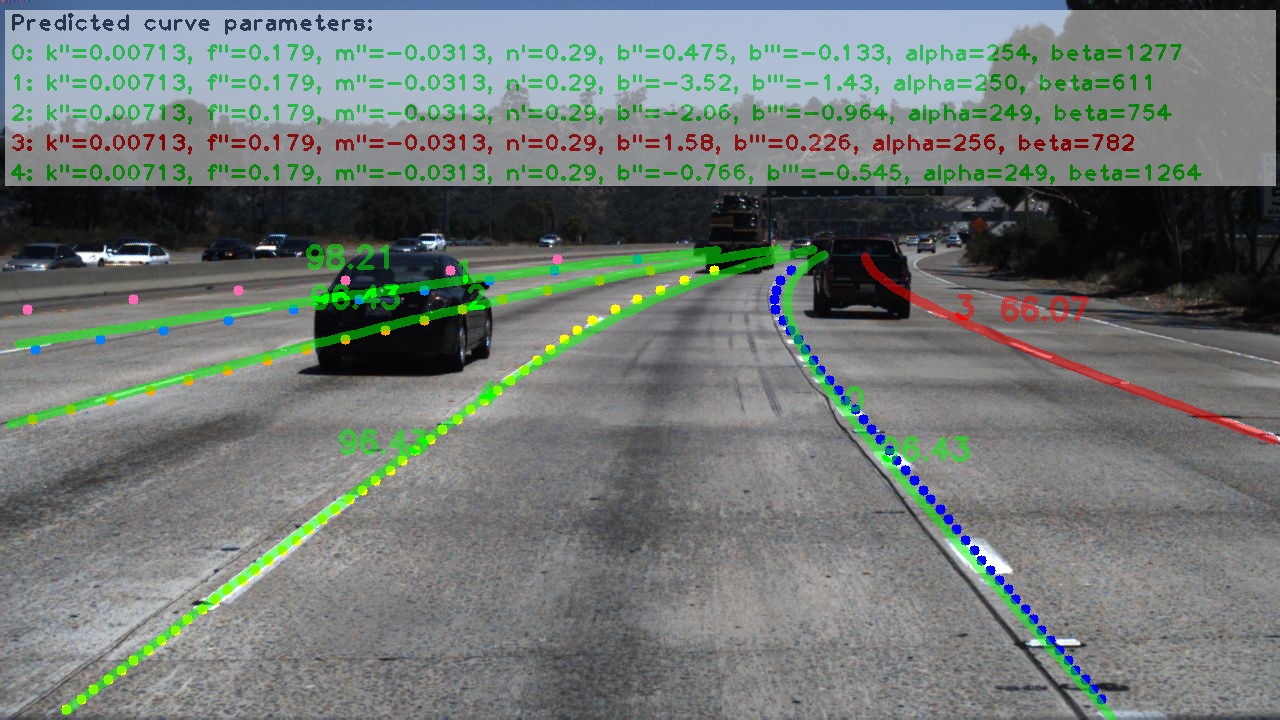 Predicted curve parameters:
0: k"=0.00713, f"=0.179, m"=-0.0313, n'=0.29, b"=0.475, b'''=-0.133, alpha=254, beta=1277
1: k"=0.00713, f"=0.179, m"=-0.0313, n'=0.29, b"=-3.52, b'''=-1.43, alpha=250, beta=611
2: k"=0.00713, f"=0.179, m"=-0.0313, n'=0.29, b"=-2.06, b'''=-0.964, alpha=249, beta=754
3: k"=0.00713, f"=0.179, m"=-0.0313, n'=0.29, b"=1.58, b'''=0.226, alpha=256, beta=782
4: k"=0.00713, f"=0.179, m"=-0.0313, n'=0.29, b"=-0.766, b'''=-0.545, alpha=249, beta=1264
98.21 1
96.43 2
3 66.07
0
96.43
96.43